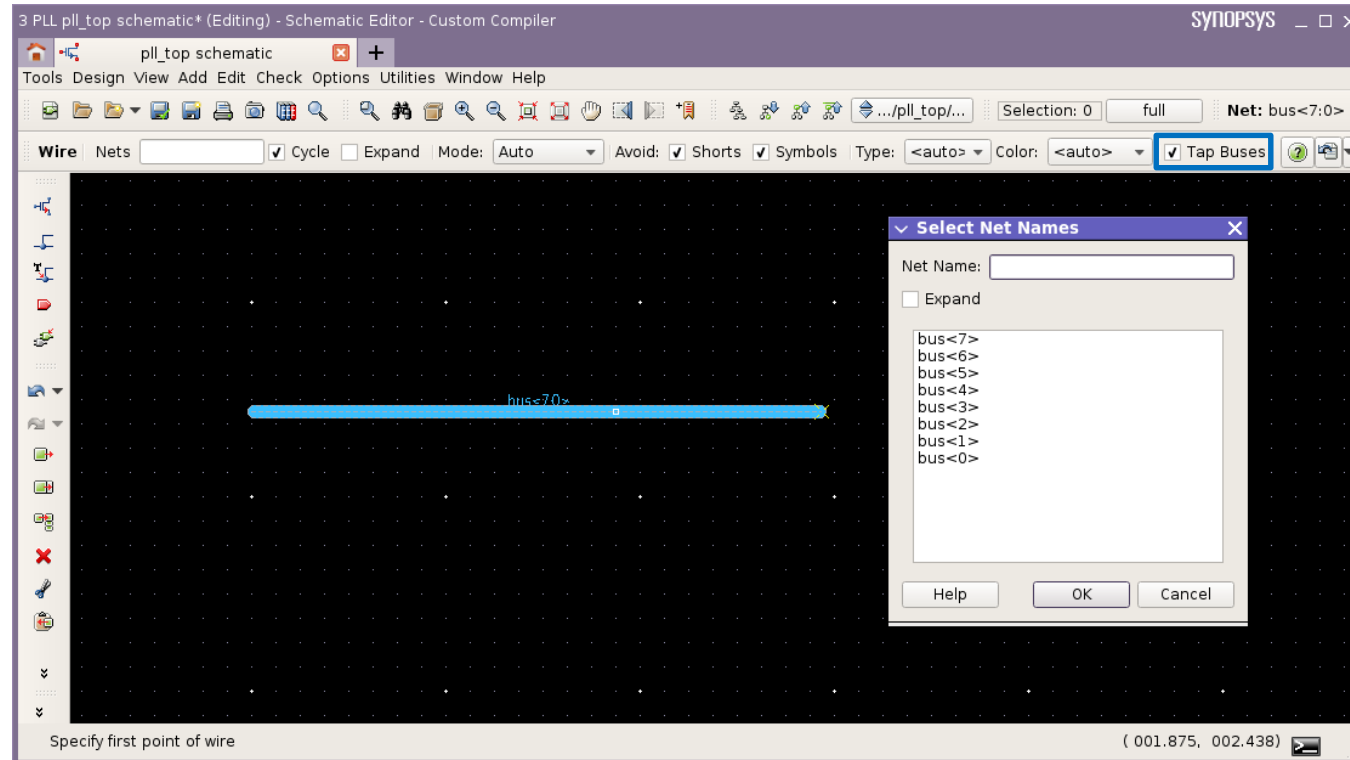 3 PLL pll_top schematic* (Editing) - Schematic Editor - Custom Compiler SYNOPSYS
pll_top schematic
Tools Design View Add Edit Check Options Utilities Window Help
.../pll_top/... Selection: 0 full Net: bus<7:0>
Wire Nets Cycle Expand Mode: Auto Avoid: Shorts Symbols Type: <auto> Color: <auto> Tap Buses
Select Net Names
Net Name:
Expand
bus<7>
bus<6>
bus<5>
bus<4>
bus<3>
bus<2>
bus<1>
bus<0>
bus<7:0>
Help OK Cancel
Specify first point of wire ( 001.875, 002.438)